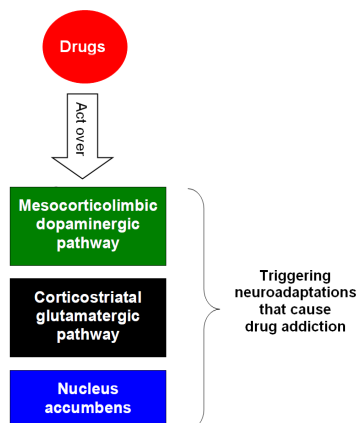 Drugs
Act over
Mesocorticolimbic
dopaminergic
pathway
Corticostriatal
glutamatergic
pathway
Nucleus
accumbens
Triggering
neuroadaptations
that cause
drug addiction